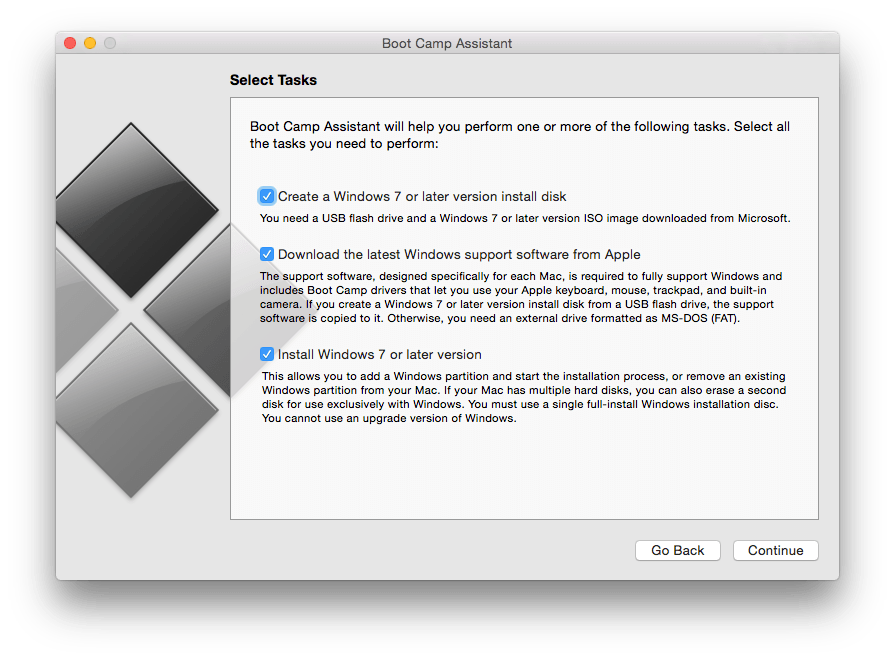 Boot Camp Assistant
Select Tasks
Boot Camp Assistant will help you perform one or more of the following tasks. Select all
the tasks you need to perform:
Create a Windows 7 or later version install disk
You need a USB flash drive and a Windows 7 or later version ISO image downloaded from Microsoft.
Download the latest Windows support software from Apple
The support software, designed specifically for each Mac, is required to fully support Windows and
includes Boot Camp drivers that let you use your Apple keyboard, mouse, trackpad, and built-in
camera. If you create a Windows 7 or later version install disk from a USB flash drive, the support
software is copied to it. Otherwise, you need an external drive formatted as MS-DOS (FAT).
Install Windows 7 or later version
This allows you to add a Windows partition and start the installation process, or remove an existing
Windows partition from your Mac. If your Mac has multiple hard disks, you can also erase a second
disk for use exclusively with Windows. You must use a single full-install Windows installation disc.
You cannot use an upgrade version of Windows.
Go Back
Continue